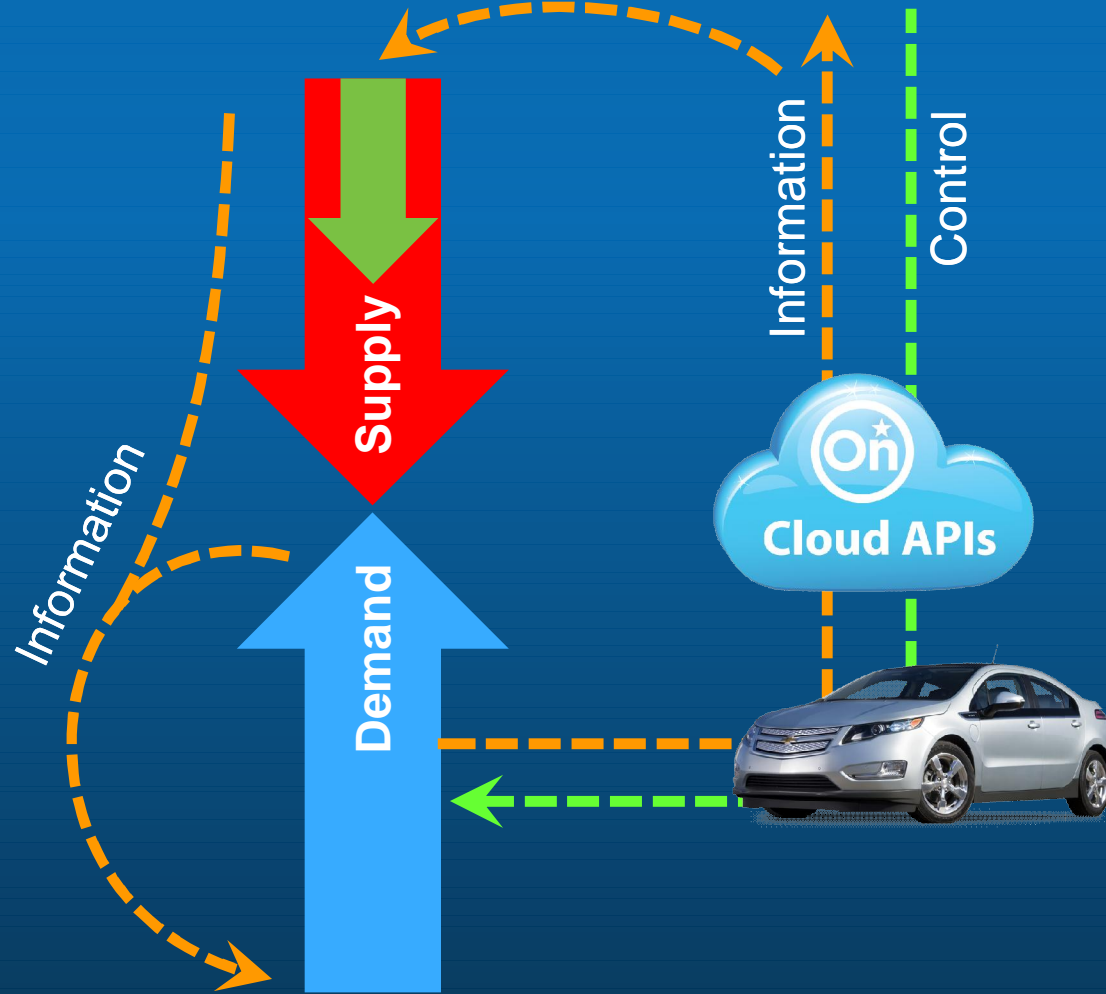 Information
Control
Supply
On
Cloud APIs
Information
Demand